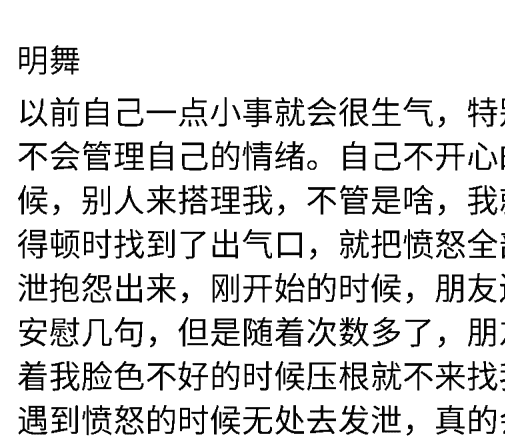 明舞
以前自己一点小事就会很生气，特
不会管理自己的情绪。自己不开心
候，别人来搭理我，不管是啥，我
得顿时找到了出气口，就把愤怒全
泄抱怨出来，刚开始的时候，朋友
安慰几句，但是随着次数多了，朋
着我脸色不好的时候压根就不来找
遇到愤怒的时候无处去发泄，真的